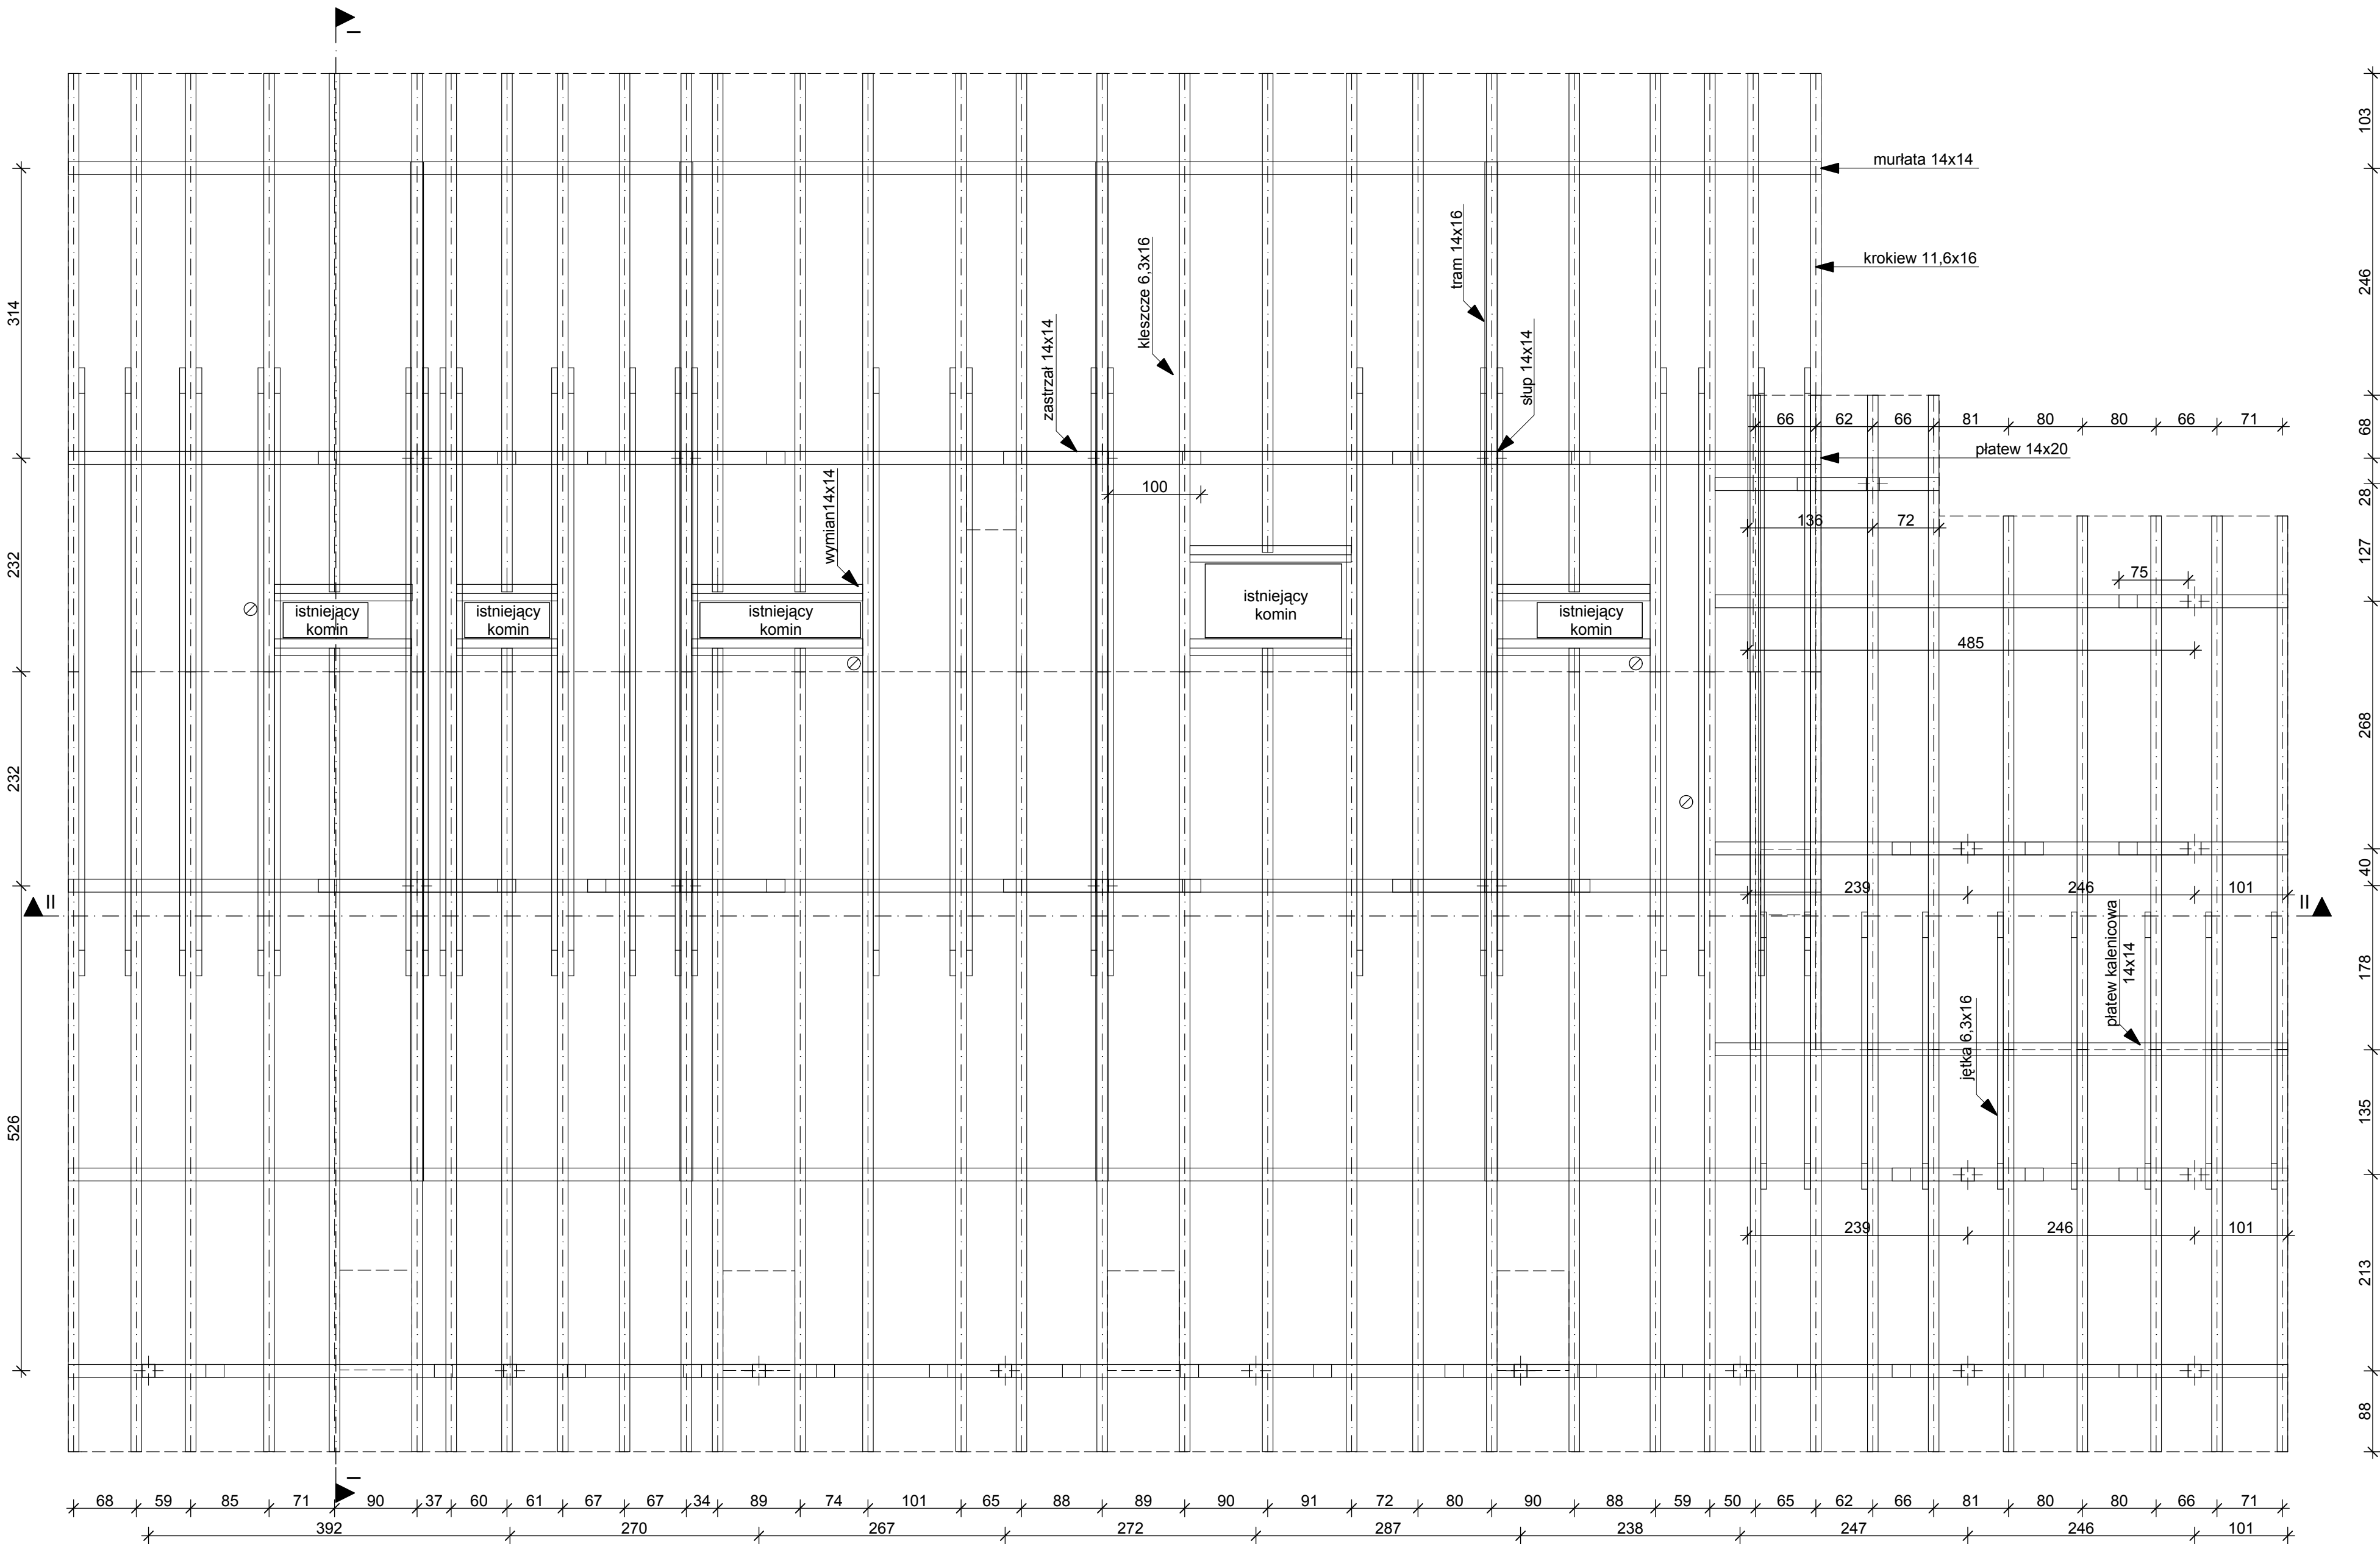 I
103
murłata 14x14
246
krokiew 11,6x16
314
zastrzał 14x14
kleszcze 6,3x16
tram 14x16
słup 14x14
66 62 66 81 80 80 66 71
68
płatew 14x20
100
28
136 72
wymian14x14
232
127
75
istniejący
komin
istniejący
komin
istniejący
komin
istniejący
komin
istniejący
komin
485
268
232
40
239 246 101
II
II
płatew kalenicowa
14x14
178
jętka 6,3x16
526
135
239 246 101
213
88
I
68 59 85 71 90 37 60 61 67 67 34 89 74 101 65 88 89 90 91 72 80 90 88 59 50 65 62 66 81 80 80 66 71
392 270 267 272 287 238 247 246 101